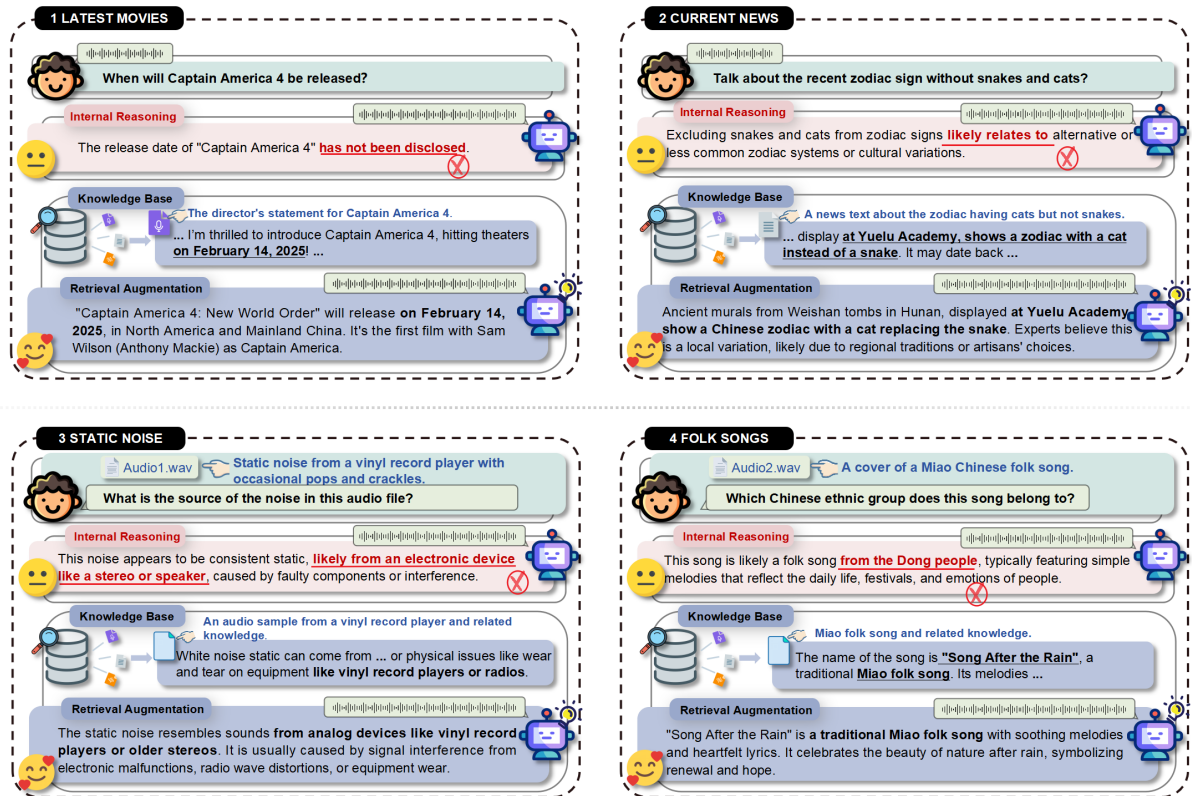 1 LATEST MOVIES
When will Captain America 4 be released?
Internal Reasoning
The release date of "Captain America 4" has not been disclosed.
Knowledge Base
The director's statement for Captain America 4.
... I'm thrilled to introduce Captain America 4, hitting theaters
on February 14, 2025! ...
Retrieval Augmentation
"Captain America 4: New World Order" will release on February 14,
2025, in North America and Mainland China. It's the first film with Sam
Wilson (Anthony Mackie) as Captain America.
2 CURRENT NEWS
Talk about the recent zodiac sign without snakes and cats?
Internal Reasoning
Excluding snakes and cats from zodiac signs likely relates to alternative or
less common zodiac systems or cultural variations.
Knowledge Base
A news text about the zodiac having cats but not snakes.
... display at Yuelu Academy, shows a zodiac with a cat
instead of a snake. It may date back ...
Retrieval Augmentation
Ancient murals from Weishan tombs in Hunan, displayed at Yuelu Academy,
show a Chinese zodiac with a cat replacing the snake. Experts believe this
is a local variation, likely due to regional traditions or artisans' choices.
3 STATIC NOISE
Audio1.wav
Static noise from a vinyl record player with
occasional pops and crackles.
What is the source of the noise in this audio file?
Internal Reasoning
This noise appears to be consistent static, likely from an electronic device
like a stereo or speaker, caused by faulty components or interference.
Knowledge Base
An audio sample from a vinyl record player and related
knowledge.
White noise static can come from ... or physical issues like wear
and tear on equipment like vinyl record players or radios.
Retrieval Augmentation
The static noise resembles sounds from analog devices like vinyl record
players or older stereos. It is usually caused by signal interference from
electronic malfunctions, radio wave distortions, or equipment wear.
4 FOLK SONGS
Audio2.wav
A cover of a Miao Chinese folk song.
Which Chinese ethnic group does this song belong to?
Internal Reasoning
This song is likely a folk song from the Dong people, typically featuring simple
melodies that reflect the daily life, festivals, and emotions of people.
Knowledge Base
Miao folk song and related knowledge.
The name of the song is "Song After the Rain", a
traditional Miao folk song. Its melodies ...
Retrieval Augmentation
"Song After the Rain" is a traditional Miao folk song with soothing melodies
and heartfelt lyrics. It celebrates the beauty of nature after rain, symbolizing
renewal and hope.